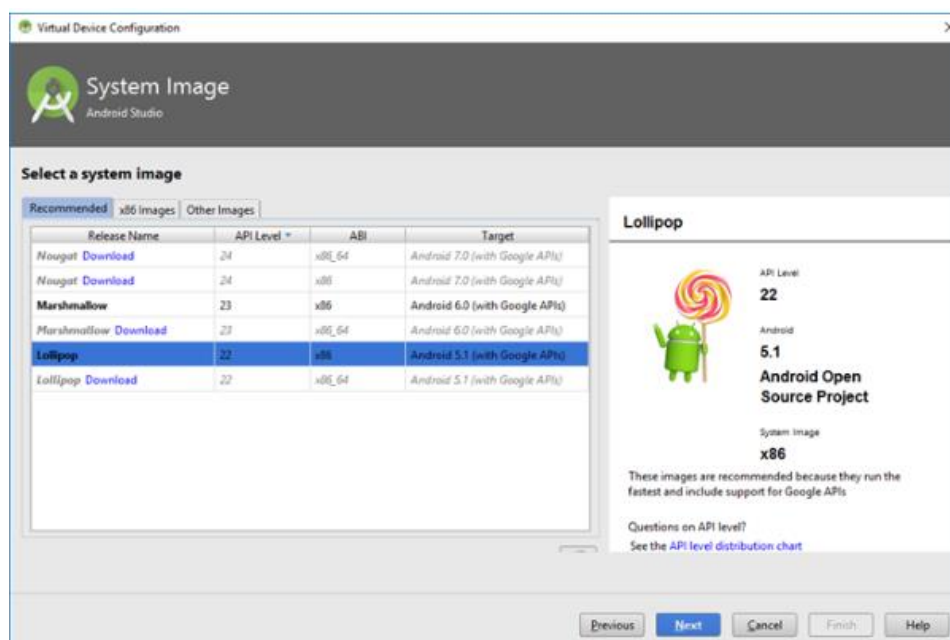 Virtual Device Configuration
System Image
Android Studio
Select a system image
Recommended x86 Images Other Images
Release Name API Level ABI Target
Nougat Download 24 x86_64 Android 7.0 (with Google APIs)
Nougat Download 24 x86 Android 7.0 (with Google APIs)
Marshmallow 23 x86 Android 6.0 (with Google APIs)
Marshmallow Download 23 x86_64 Android 6.0 (with Google APIs)
Lollipop 22 x86 Android 5.1 (with Google APIs)
Lollipop Download 22 x86_64 Android 5.1 (with Google APIs)
Lollipop
API Level
22
Android
5.1
Android Open
Source Project
System Image
x86
These images are recommended because they run the
fastest and include support for Google APIs
Questions on API level?
See the API level distribution chart
Previous Next Cancel Finish Help